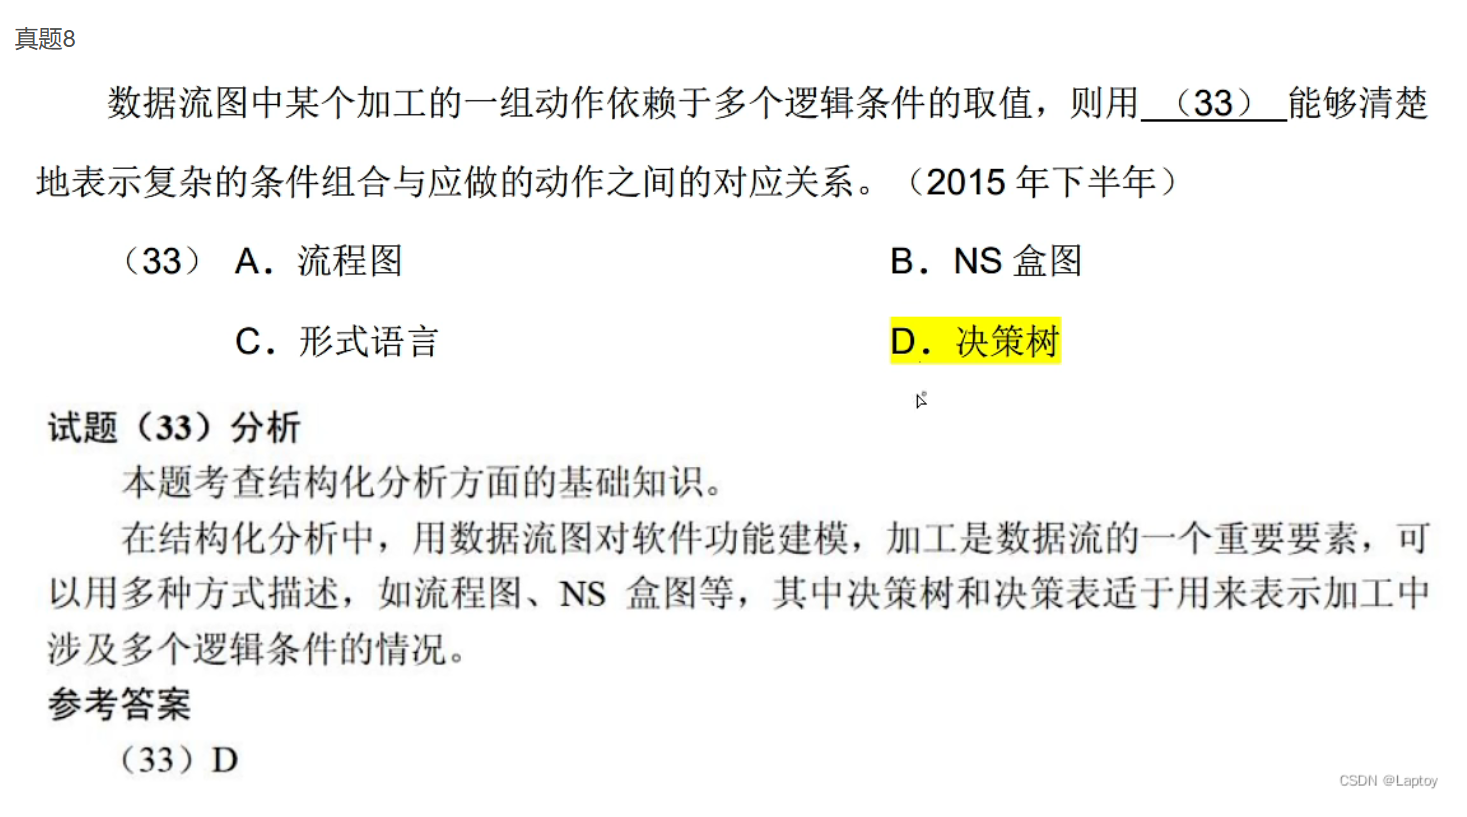 真题8
数据流图中某个加工的一组动作依赖于多个逻辑条件的取值，则用 （33） 能够清楚
地表示复杂的条件组合与应做的动作之间的对应关系。（2015 年下半年）
（33） A． 流程图 B． NS 盒图
C． 形式语言 D． 决策树
试题（33）分析
本题考查结构化分析方面的基础知识。
在结构化分析中，用数据流图对软件功能建模，加工是数据流的一个重要要素，可
以用多种方式描述，如流程图、NS 盒图等，其中决策树和决策表适于用来表示加工中
涉及多个逻辑条件的情况。
参考答案
（33）D
CSDN @Laptoy